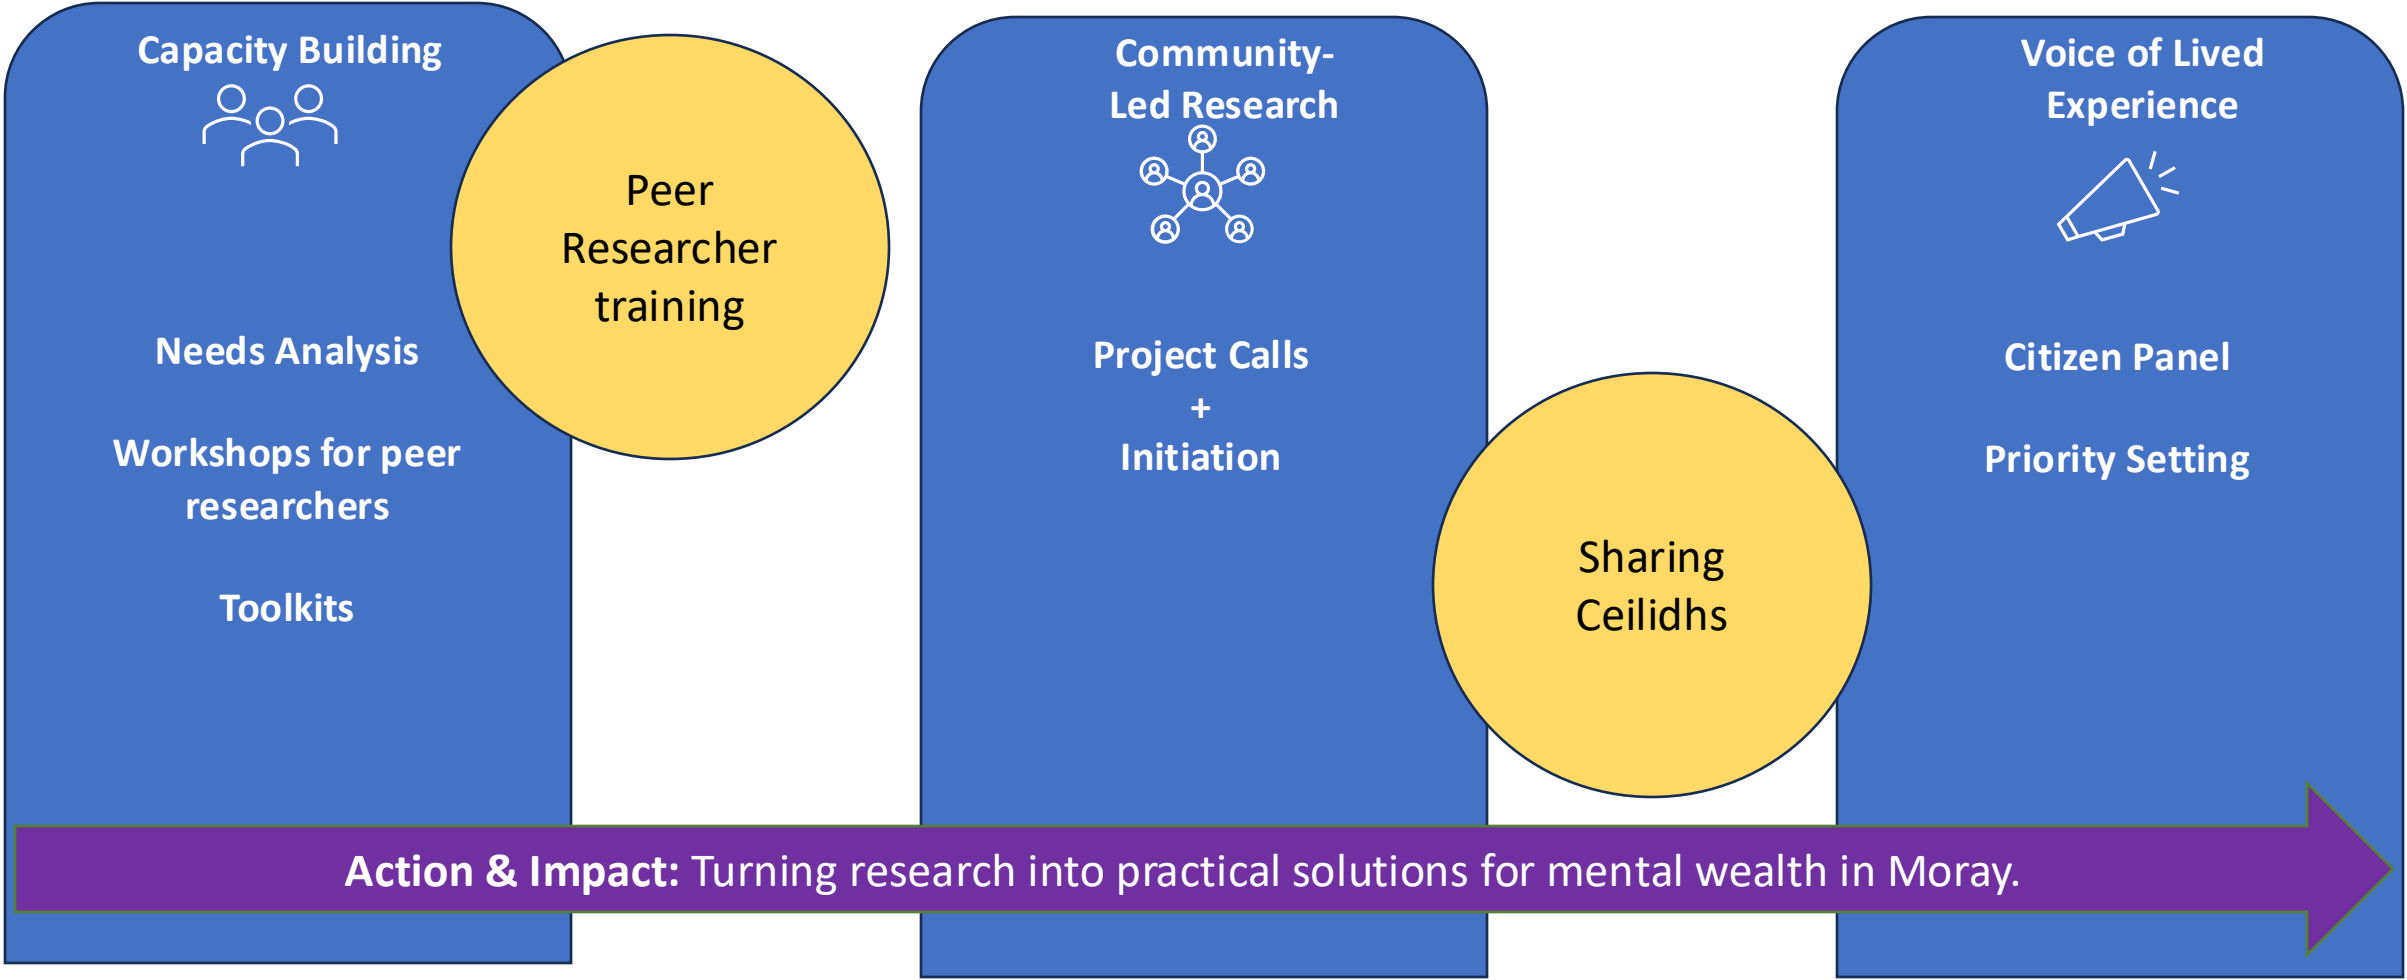 Capacity Building
Needs Analysis
Workshops for peer
researchers
Toolkits
Peer
Researcher
training
Community-
Led Research
Project Calls
+
Initiation
Sharing
Ceilidhs
Voice of Lived
Experience
Citizen Panel
Priority Setting
Action & Impact: Turning research into practical solutions for mental wealth in Moray.